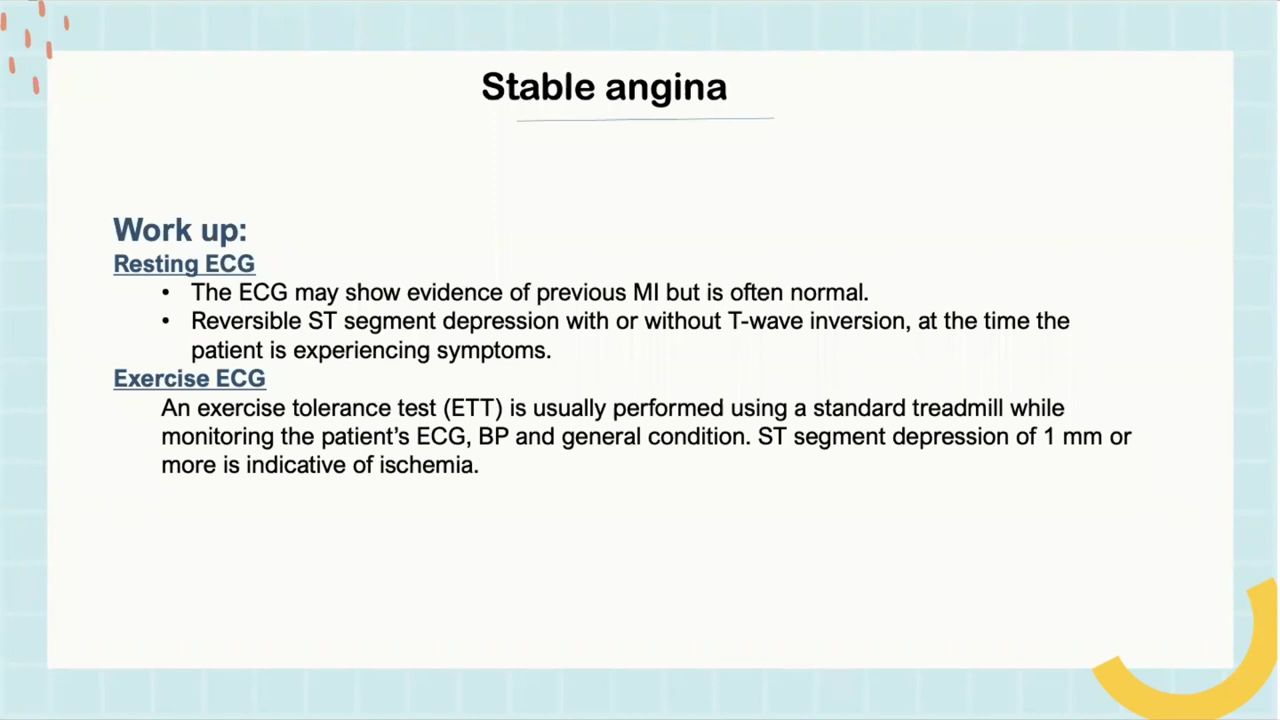 Stable angina
Work up:
Resting ECG
• The ECG may show evidence of previous MI but is often normal.
• Reversible ST segment depression with or without T-wave inversion, at the time the
patient is experiencing symptoms.
Exercise ECG
An exercise tolerance test (ETT) is usually performed using a standard treadmill while
monitoring the patient’s ECG, BP and general condition. ST segment depression of 1 mm or
more is indicative of ischemia.